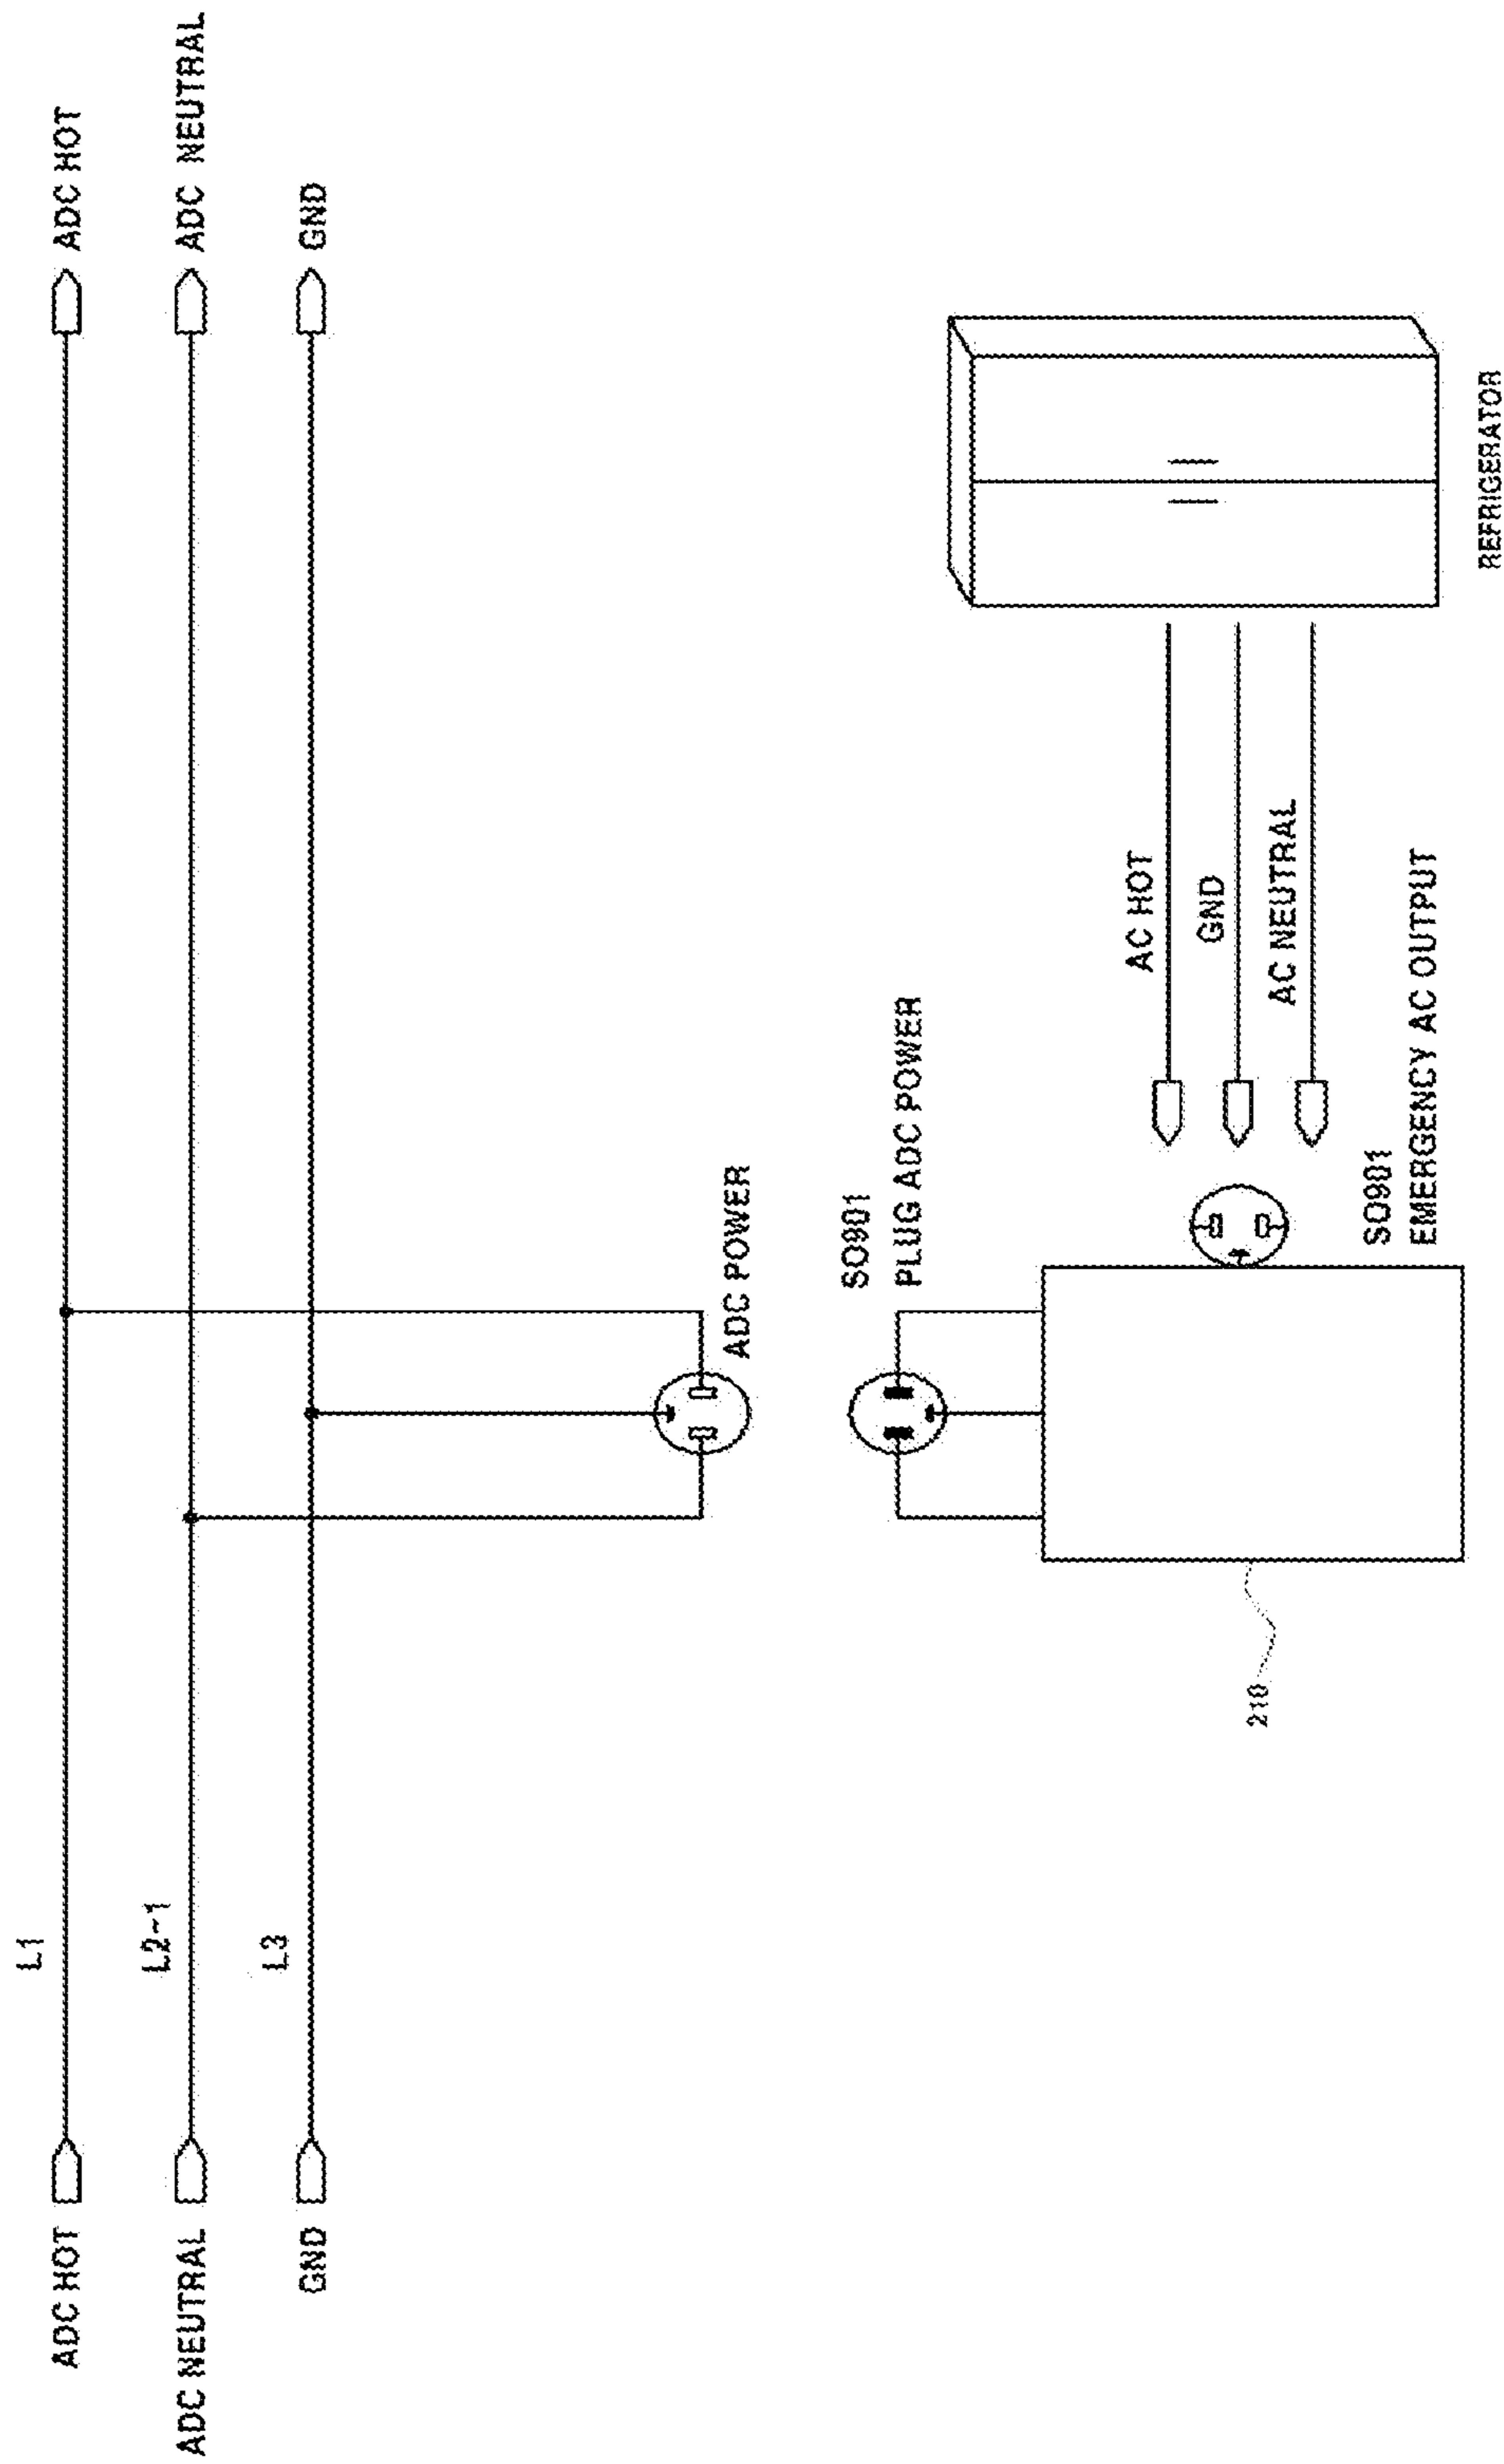 L1
ADC HOT
ADC HOT
L2~1
ADC NEUTRAL
ADC NEUTRAL
L3
GND
GND
ADC POWER
SO901
PLUG ADC POWER
AC HOT
GND
AC NEUTRAL
SO901
EMERGENCY AC OUTPUT
210
REFRIGERATOR